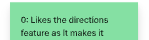 0: Likes the directions
feature as it makes it